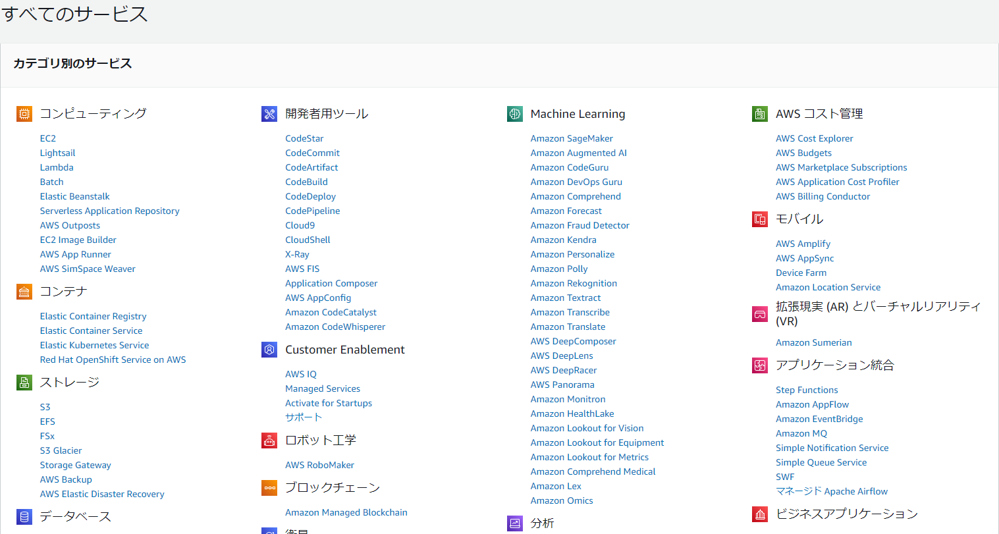 すべてのサービス
カテゴリ別のサービス
コンピューティング
EC2
Lightsail
Lambda
Batch
Elastic Beanstalk
Serverless Application Repository
AWS Outposts
EC2 Image Builder
AWS App Runner
AWS SimSpace Weaver
コンテナ
Elastic Container Registry
Elastic Container Service
Elastic Kubernetes Service
Red Hat OpenShift Service on AWS
ストレージ
S3
EFS
FSx
S3 Glacier
Storage Gateway
AWS Backup
AWS Elastic Disaster Recovery
データベース
開発者用ツール
CodeStar
CodeCommit
CodeArtifact
CodeBuild
CodeDeploy
CodePipeline
Cloud9
CloudShell
X-Ray
AWS FIS
Application Composer
AWS AppConfig
Amazon CodeCatalyst
Amazon CodeWhisperer
Customer Enablement
AWS IQ
Managed Services
Activate for Startups
サポート
ロボット工学
AWS RoboMaker
ブロックチェーン
Amazon Managed Blockchain
Machine Learning
Amazon SageMaker
Amazon Augmented AI
Amazon CodeGuru
Amazon DevOps Guru
Amazon Comprehend
Amazon Forecast
Amazon Fraud Detector
Amazon Kendra
Amazon Personalize
Amazon Polly
Amazon Rekognition
Amazon Textract
Amazon Transcribe
Amazon Translate
AWS DeepComposer
AWS DeepLens
AWS DeepRacer
AWS Panorama
Amazon Monitron
Amazon HealthLake
Amazon Lookout for Vision
Amazon Lookout for Equipment
Amazon Lookout for Metrics
Amazon Comprehend Medical
Amazon Lex
Amazon Omics
分析
AWS コスト管理
AWS Cost Explorer
AWS Budgets
AWS Marketplace Subscriptions
AWS Application Cost Profiler
AWS Billing Conductor
モバイル
AWS Amplify
AWS AppSync
Device Farm
Amazon Location Service
拡張現実 (AR) とバーチャルリアリティ
(VR)
Amazon Sumerian
アプリケーション統合
Step Functions
Amazon AppFlow
Amazon EventBridge
Amazon MQ
Simple Notification Service
Simple Queue Service
SWF
マネージド Apache Airflow
ビジネスアプリケーション